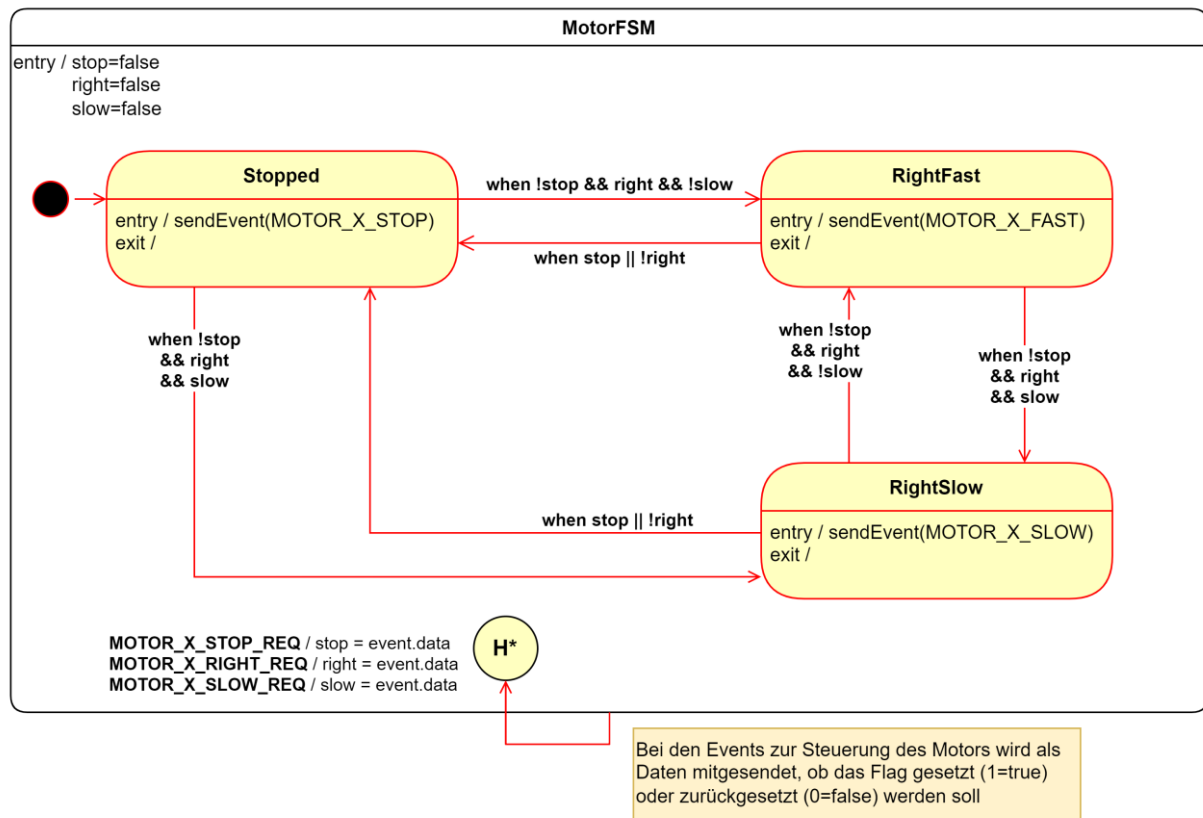 MotorFSM
entry / stop=false
right=false
slow=false
Stopped
entry / sendEvent(MOTOR_X_STOP)
exit /
when !stop && right && !slow
when stop || !right
RightFast
entry / sendEvent(MOTOR_X_FAST)
exit /
when !stop
&& right
&& slow
when !stop
&& right
&& !slow
when !stop
&& right
&& slow
RightSlow
entry / sendEvent(MOTOR_X_SLOW)
exit /
when stop || !right
MOTOR_X_STOP_REQ / stop = event.data
MOTOR_X_RIGHT_REQ / right = event.data
MOTOR_X_SLOW_REQ / slow = event.data
H*
Bei den Events zur Steuerung des Motors wird als
Daten mitgesendet, ob das Flag gesetzt (1=true)
oder zurückgesetzt (0=false) werden soll